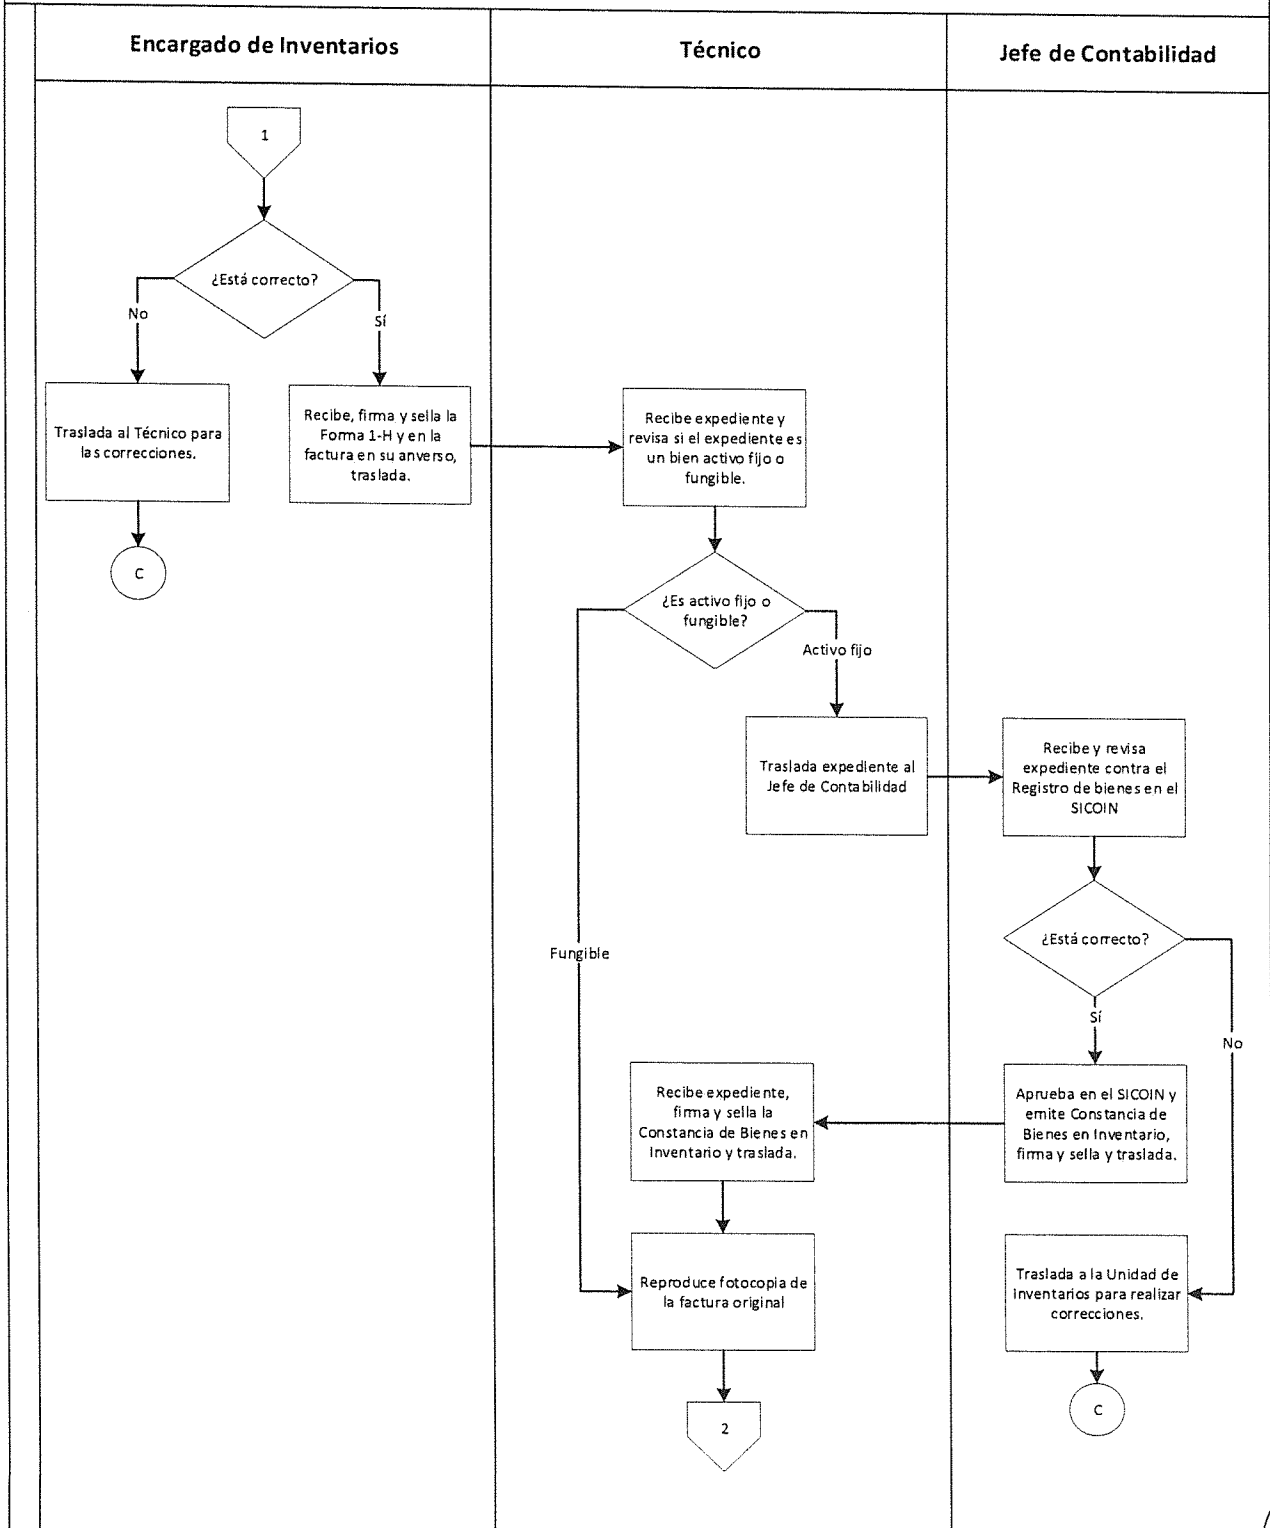 Encargado de Inventarios
Técnico
Jefe de Contabilidad
1
¿Está correcto?
No
Sí
Traslada al Técnico para
las correcciones.
Recibe, firma y sella la
Forma 1-H y en la
factura en su anverso,
traslada.
Recibe expediente y
revisa si el expediente es
un bien activo fijo o
fungible.
C
¿Es activo fijo o
fungible?
Activo fijo
Traslada expediente al
Jefe de Contabilidad
Recibe y revisa
expediente contra el
Registro de bienes en el
SICOIN
Fungible
¿Está correcto?
Sí
No
Recibe expediente,
firma y sella la
Constancia de Bienes en
Inventario y traslada.
Aprueba en el SICOIN y
emite Constancia de
Bienes en Inventario,
firma y sella y traslada.
Reproduce fotocopia de
la factura original
Traslada a la Unidad de
Inventarios para realizar
correcciones.
2
C